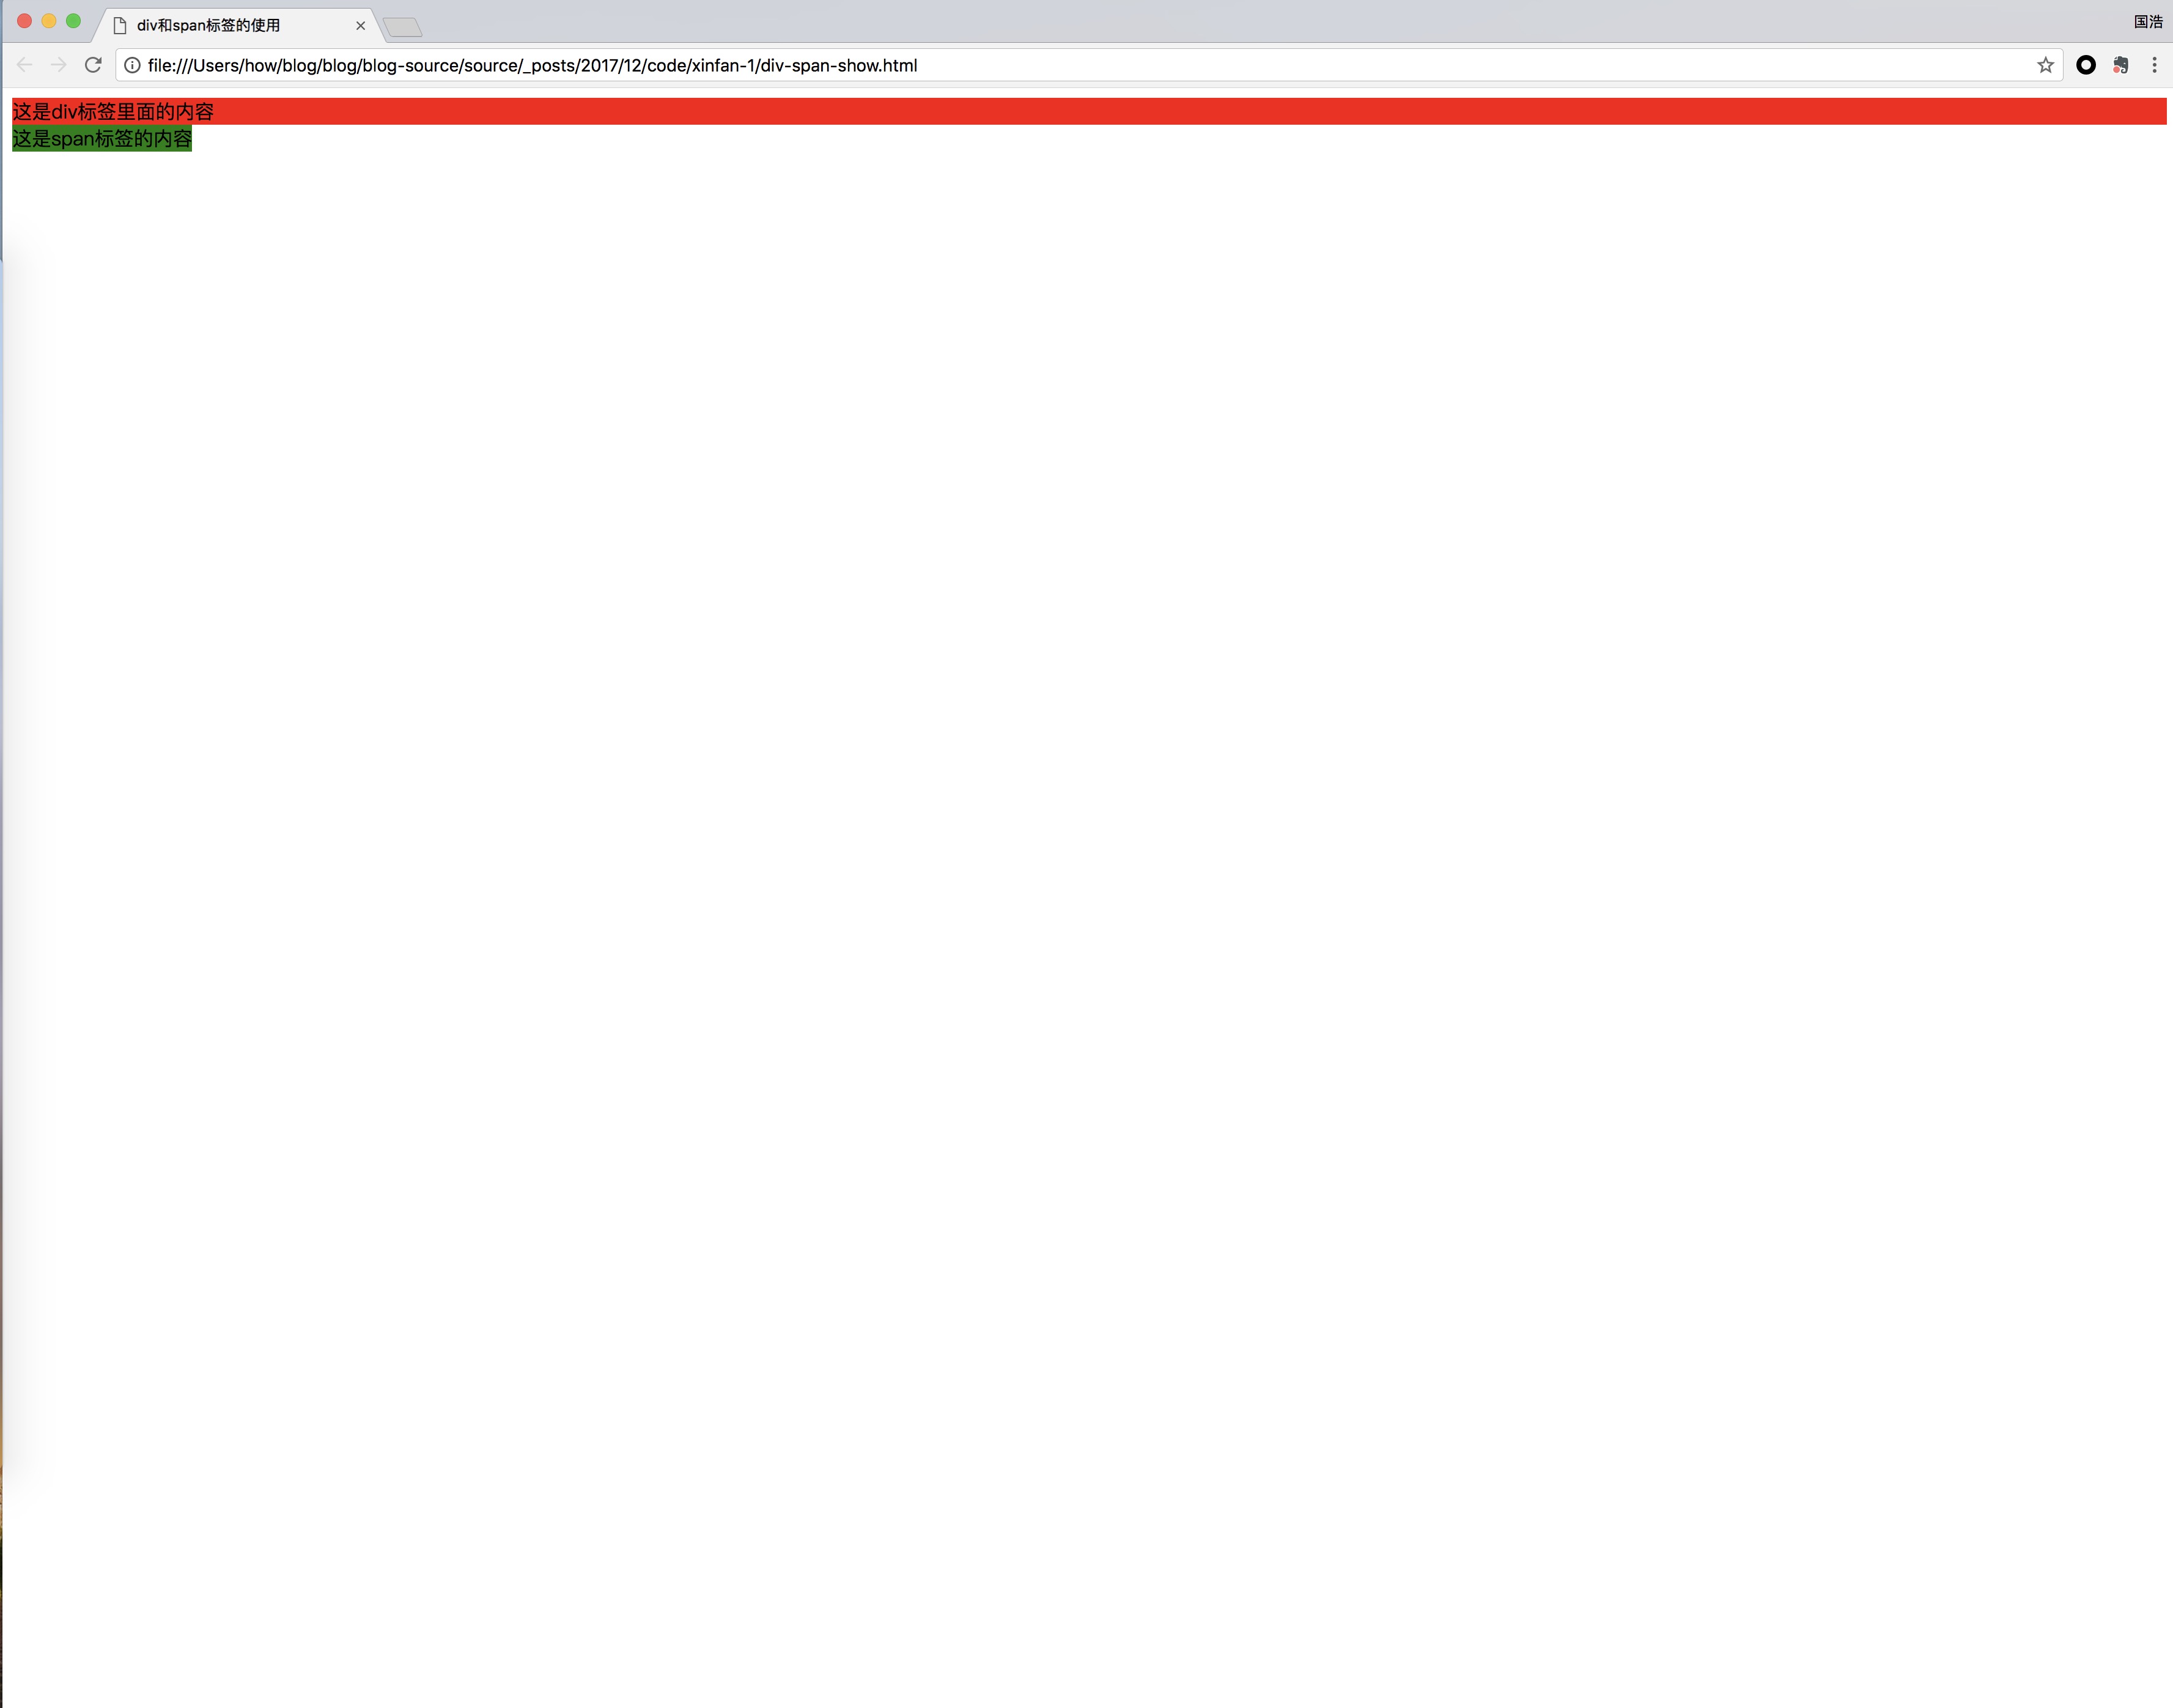 div和span标签的使用
国浩
file:///Users/how/blog/blog/blog-source/source/_posts/2017/12/code/xinfan-1/div-span-show.html
这是div标签里面的内容
这是span标签的内容